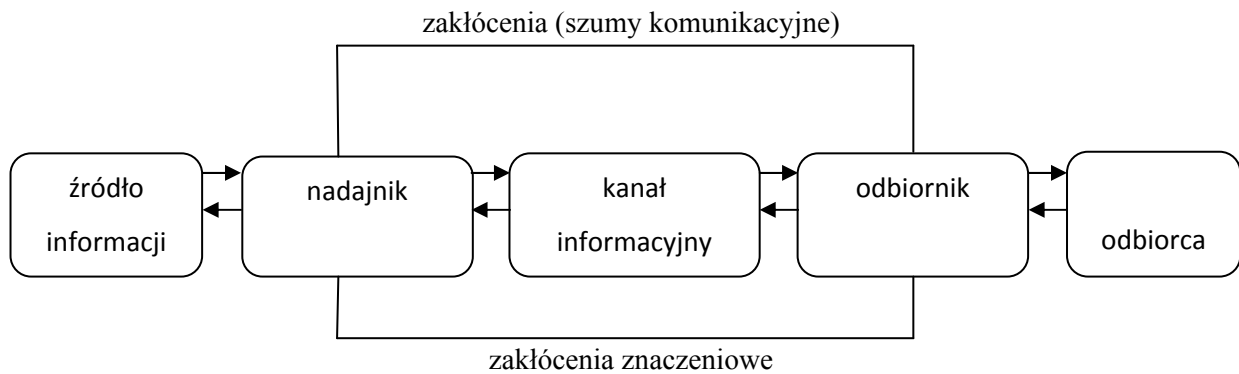 zakłócenia (szumy komunikacyjne)
źródło
informacji
nadajnik
kanał
informacyjny
odbiornik
odbiorca
zakłócenia znaczeniowe